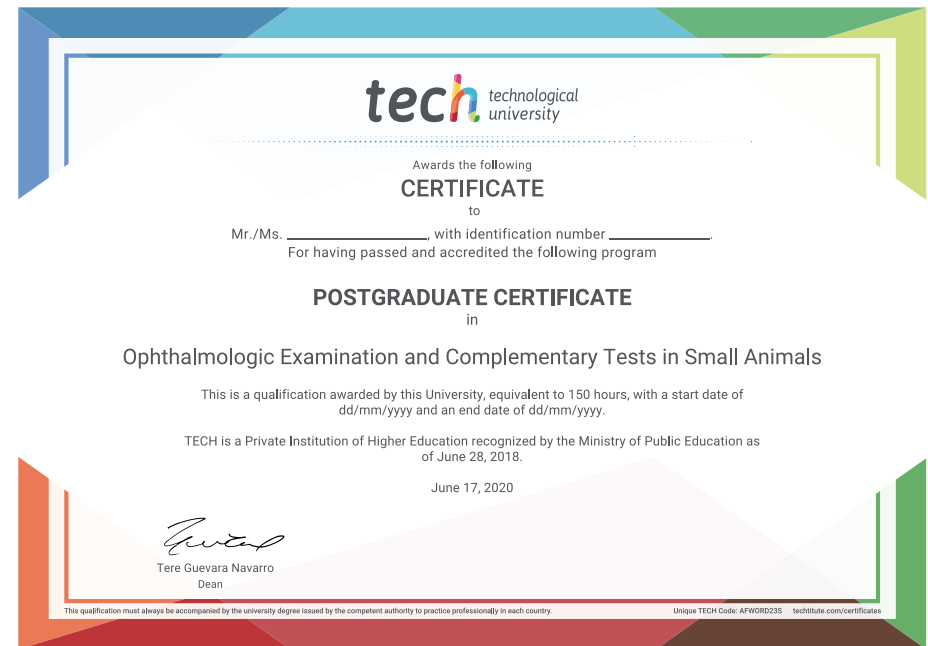 tech technological
university
Awards the following
CERTIFICATE
to
Mr./Ms. ____________________, with identification number ______________.
For having passed and accredited the following program
POSTGRADUATE CERTIFICATE
in
Ophthalmologic Examination and Complementary Tests in Small Animals
This is a qualification awarded by this University, equivalent to 150 hours, with a start date of
dd/mm/yyyy and an end date of dd/mm/yyyy.
TECH is a Private Institution of Higher Education recognized by the Ministry of Public Education as
of June 28, 2018.
June 17, 2020
Tere Guevara Navarro
Dean
This qualification must always be accompanied by the university degree issued by the competent authority to practice professionally in each country.
Unique TECH Code: AFWORD23S techtitute.com/certificates